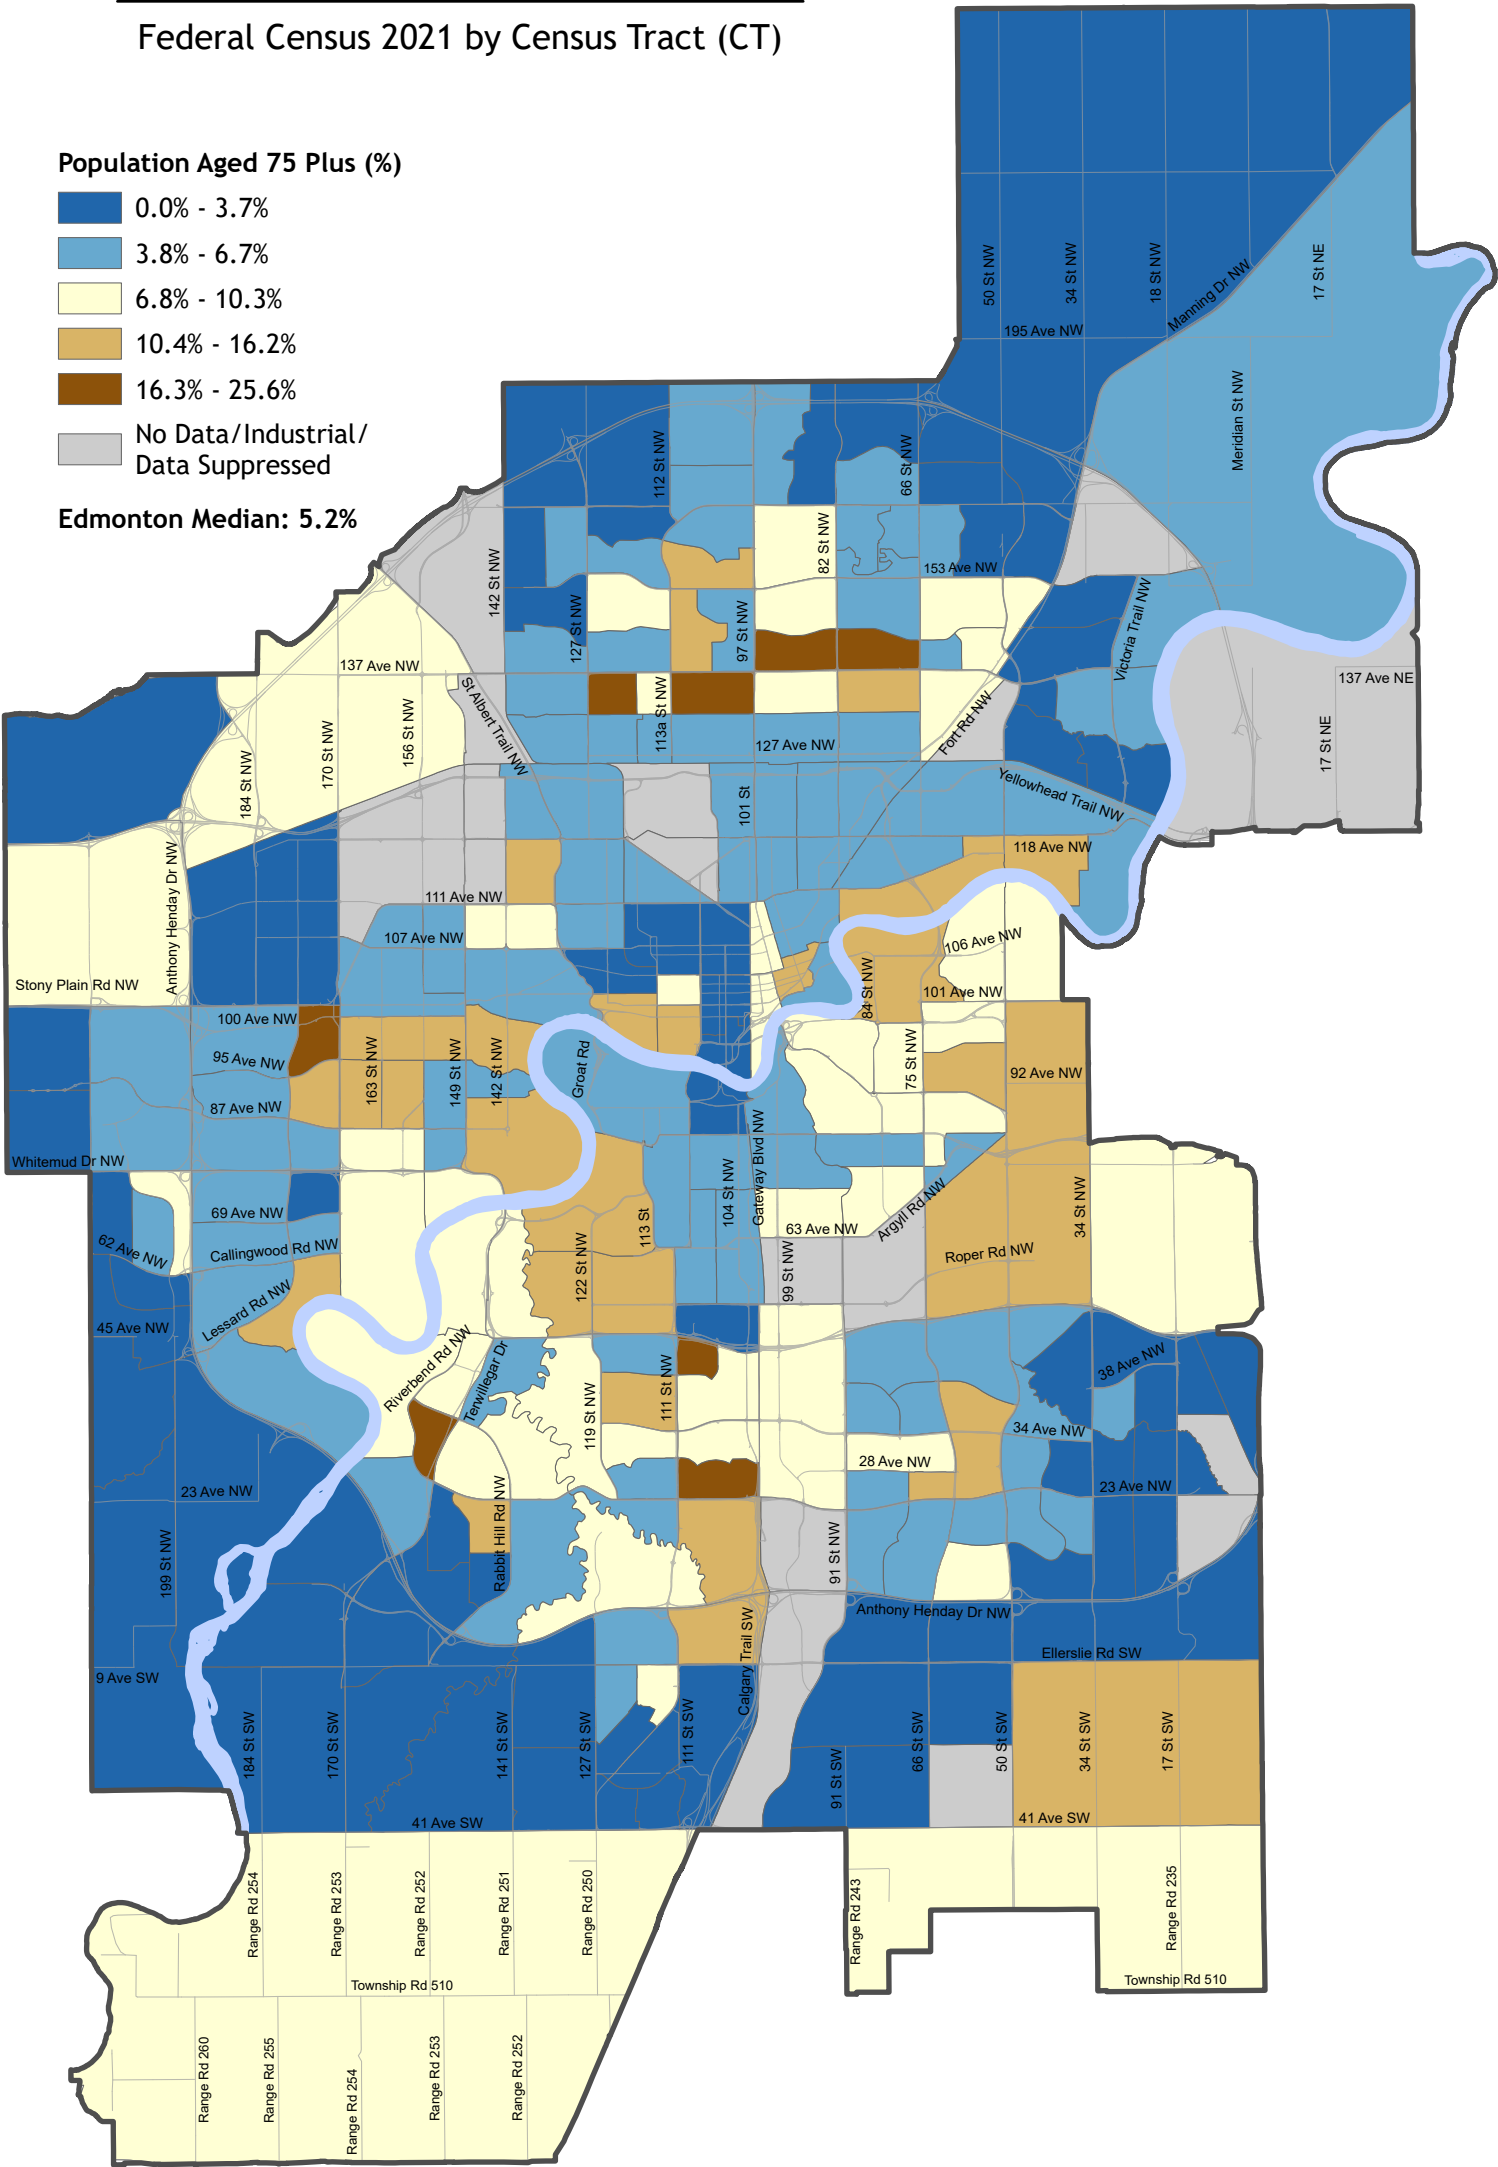 Federal Census 2021 by Census Tract (CT)
Population Aged 75 Plus (%)
0.0% - 3.7%
3.8% - 6.7%
6.8% - 10.3%
10.4% - 16.2%
16.3% - 25.6%
No Data/Industrial/
Data Suppressed
Edmonton Median: 5.2%
50 St NW
34 St NW
18 St NW
Manning Dr NW
17 St NE
195 Ave NW
Meridian St NW
112 St NW
66 St NW
142 St NW
82 St NW
153 Ave NW
127 St NW
97 St NW
Victoria Trail NW
137 Ave NW
137 Ave NE
St Albert Trail NW
113a St NW
Fort Rd NW
17 St NE
184 St NW
170 St NW
156 St NW
127 Ave NW
101 St
Yellowhead Trail NW
118 Ave NW
Anthony Henday Dr NW
111 Ave NW
107 Ave NW
106 Ave NW
Stony Plain Rd NW
84 St NW
101 Ave NW
100 Ave NW
95 Ave NW
163 St NW
149 St NW
142 St NW
Groat Rd
75 St NW
92 Ave NW
87 Ave NW
Whitemud Dr NW
104 St NW
Gateway Blvd NW
69 Ave NW
113 St
63 Ave NW
Argyll Rd NW
34 St NW
62 Ave NW
Callingwood Rd NW
122 St NW
99 St NW
Roper Rd NW
Lessard Rd NW
45 Ave NW
Riverbend Rd NW
Terwillegar Dr
119 St NW
111 St NW
38 Ave NW
34 Ave NW
28 Ave NW
23 Ave NW
23 Ave NW
Rabbit Hill Rd NW
199 St NW
91 St NW
Anthony Henday Dr NW
Ellerslie Rd SW
9 Ave SW
Calgary Trail SW
184 St SW
170 St SW
141 St SW
127 St SW
111 St SW
91 St SW
66 St SW
50 St SW
34 St SW
17 St SW
41 Ave SW
41 Ave SW
Range Rd 254
Range Rd 253
Range Rd 252
Range Rd 251
Range Rd 250
Range Rd 243
Range Rd 235
Township Rd 510
Township Rd 510
Range Rd 260
Range Rd 255
Range Rd 254
Range Rd 253
Range Rd 252